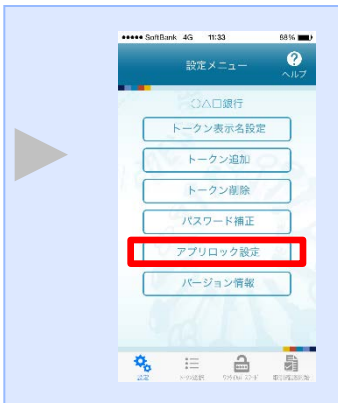 ●●●●● SoftBank 4G 11:33 88%
設定メニュー
ヘルプ
○△□銀行
トークン表示名設定
トークン追加
トークン削除
パスワード補正
アプリロック設定
バージョン情報
設定